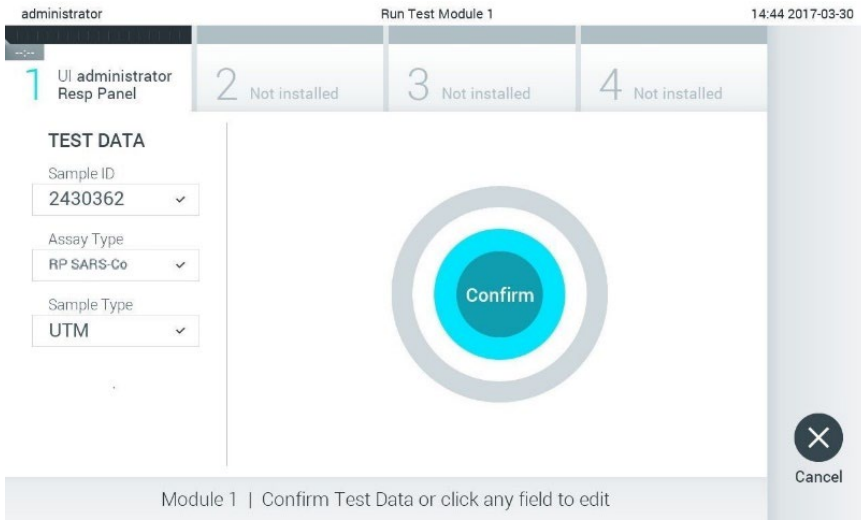 administrator
Run Test Module 1
14:44 2017-03-30
--:--
1 UI administrator
Resp Panel
2 Not installed
3 Not installed
4 Not installed
TEST DATA
Sample ID
2430362
Assay Type
RP SARS-Co
Sample Type
UTM
Confirm
Cancel
Module 1 | Confirm Test Data or click any field to edit